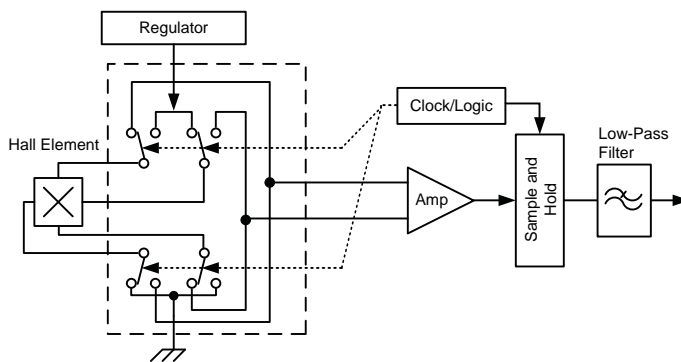 Regulator
Clock/Logic
Hall Element
Low-Pass
Filter
Amp
Sample and
Hold